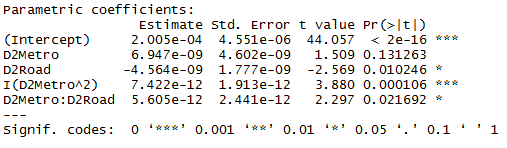 Parametric coefficients:
Estimate Std. Error t value Pr(>|t|)
(Intercept) 2.005e-04 4.551e-06 44.057 < 2e-16 ***
D2Metro 6.947e-09 4.602e-09 1.509 0.131263
D2Road -4.564e-09 1.777e-09 -2.569 0.010246 *
I(D2Metro^2) 7.422e-12 1.913e-12 3.880 0.000106 ***
D2Metro:D2Road 5.605e-12 2.441e-12 2.297 0.021692 *
---
Signif. codes: 0 ‘***’ 0.001 ‘**’ 0.01 ‘*’ 0.05 ‘.’ 0.1 ‘ ’ 1